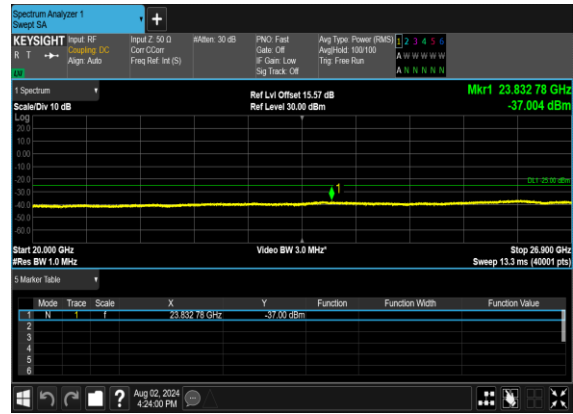 Spectrum Analyzer 1
Swept SA
KEYSIGHT Input: RF Input Z: 50 Ω #Atten: 30 dB PNO: Fast Avg Type: Power (RMS) 1 2 3 4 5 6
R T Coupling: DC Corr CCorr Gate: Off Avg|Hold: 100/100 A W W W W W
Align: Auto Freq Ref: Int (S) IF Gain: Low Trig: Free Run
LW Sig Track: Off A N N N N N
1 Spectrum Ref Lvl Offset 15.57 dB Mkr1 23.832 78 GHz
Scale/Div 10 dB Ref Level 30.00 dBm -37.004 dBm
Log
20.0
10.0
0.00
-10.0
-20.0
DL1 -25.00 dBm
-30.0
1
-40.0
-50.0
-60.0
Start 20.000 GHz Video BW 3.0 MHz* Stop 26.900 GHz
#Res BW 1.0 MHz Sweep 13.3 ms (40001 pts)
5 Marker Table
Mode Trace Scale X Y Function Function Width Function Value
1 N 1 f 23.832 78 GHz -37.00 dBm
2
3
4
5
6
? Aug 02, 2024
4:24:00 PM